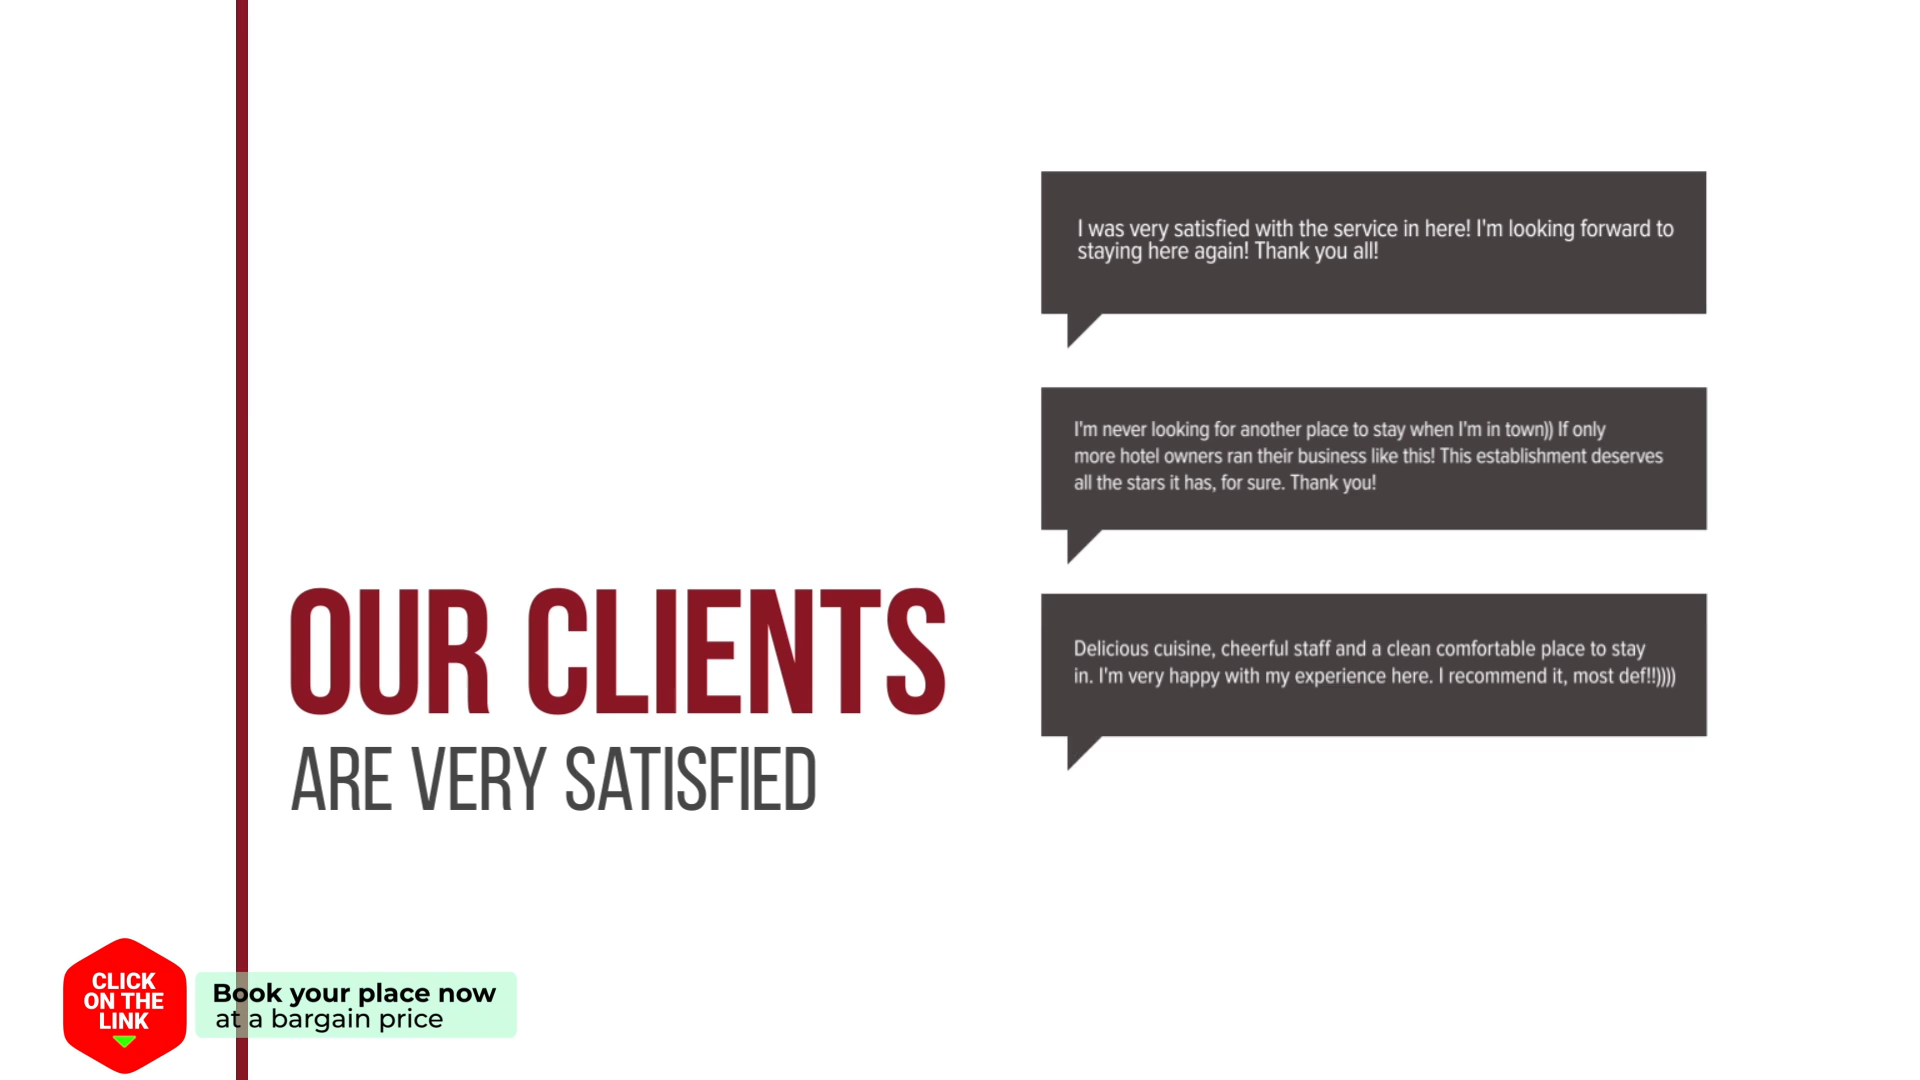 I was very satisfied with the service in here! I'm looking forward to
staying here again! Thank you all!
I'm never looking for another place to stay when I'm in town)) If only
more hotel owners ran their business like this! This establishment deserves
all the stars it has, for sure. Thank you!
Delicious cuisine, cheerful staff and a clean comfortable place to stay
in. I'm very happy with my experience here. I recommend it, most def!!))))
OUR CLIENTS
ARE VERY SATISFIED
CLICK
ON THE
LINK
Book your place now
at a bargain price